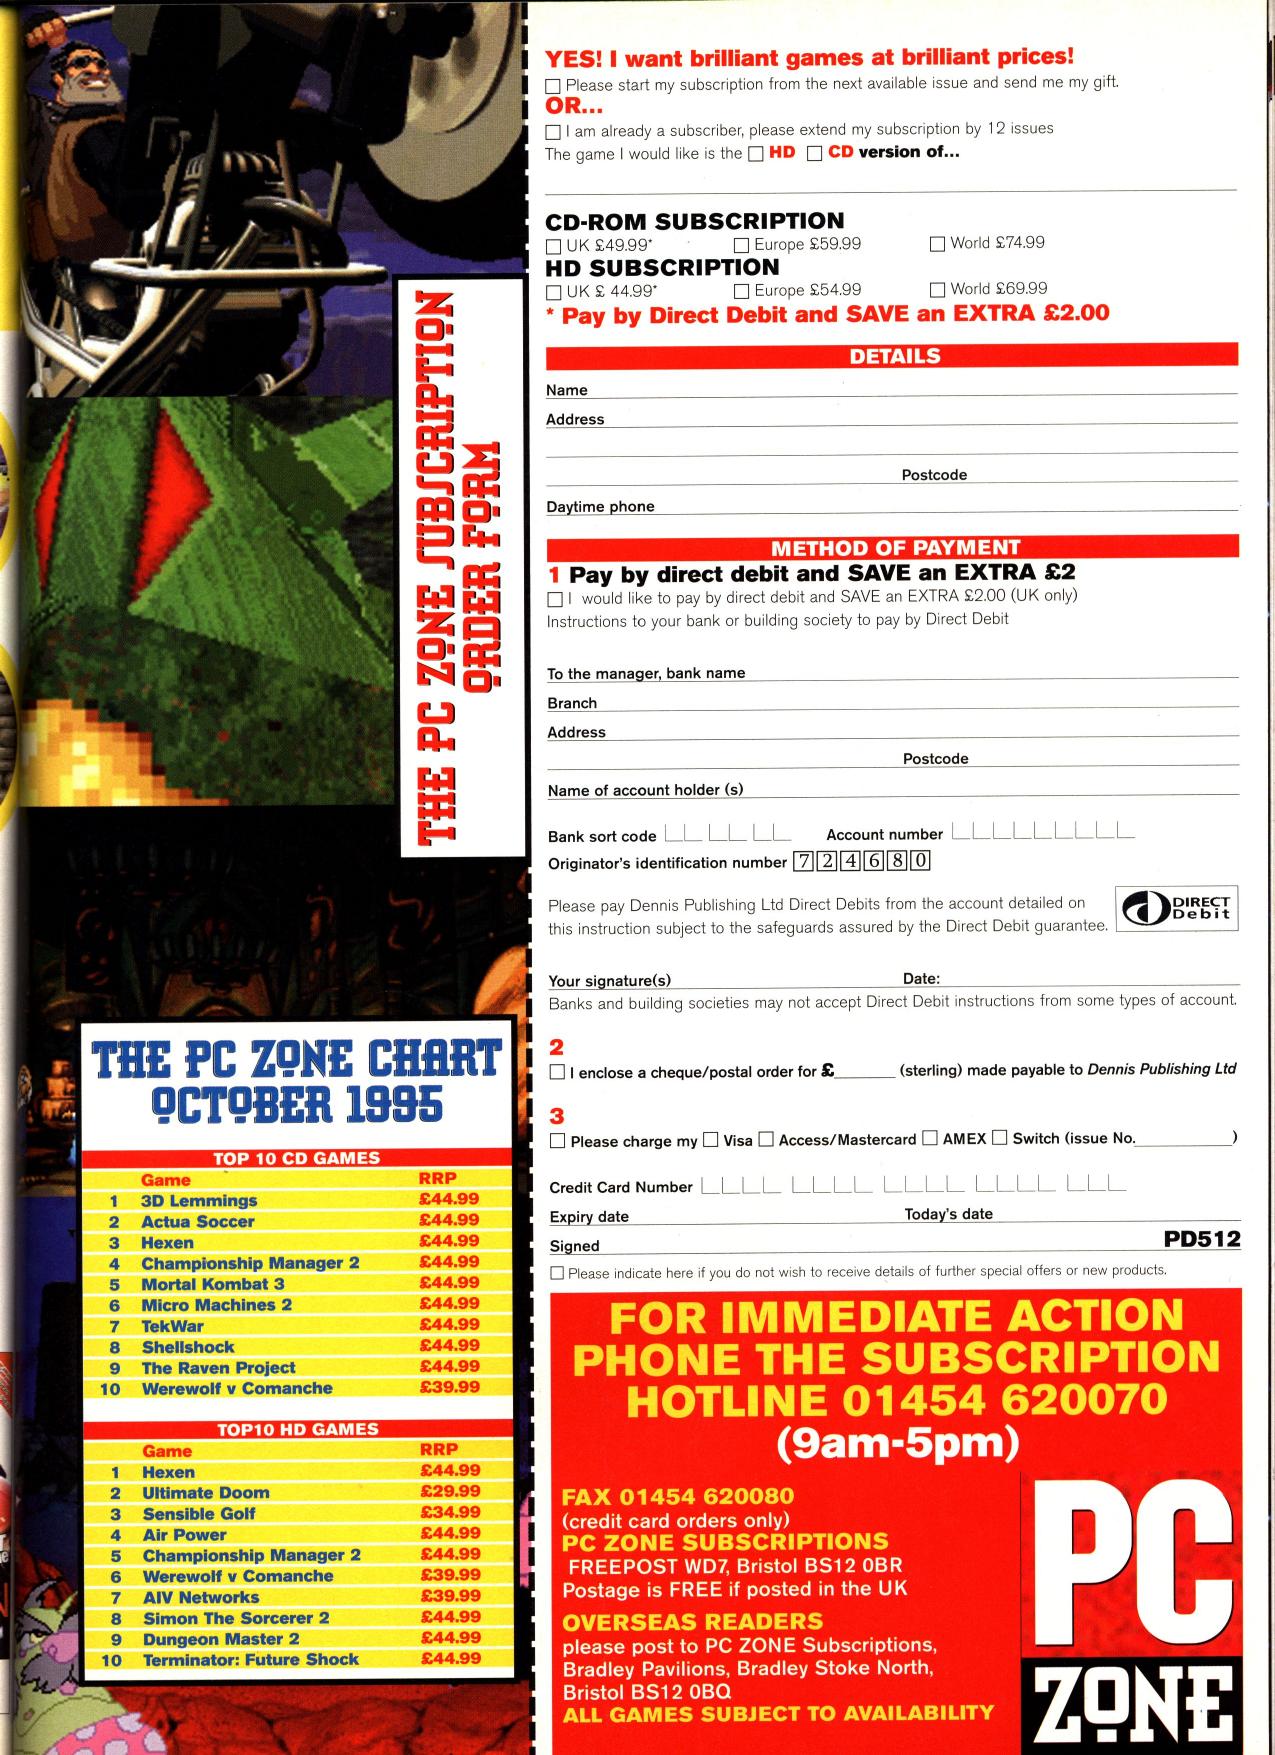 YES! I want brilliant games at brilliant prices!
Please start my subscription from the next available issue and send me my gift.
OR...
I am already a subscriber, please extend my subscription by 12 issues
The game I would like is the HD CD version of...
CD-ROM SUBSCRIPTION
UK £49.99* Europe £59.99 World £74.99
HD SUBSCRIPTION
UK £ 44.99* Europe £54.99 World £69.99
* Pay by Direct Debit and SAVE an EXTRA £2.00
DETAILS
Name
Address
Postcode
Daytime phone
METHOD OF PAYMENT
1 Pay by direct debit and SAVE an EXTRA £2
I would like to pay by direct debit and SAVE an EXTRA £2.00 (UK only)
Instructions to your bank or building society to pay by Direct Debit
To the manager, bank name
Branch
Address
Postcode
Name of account holder (s)
Bank sort code Account number
Originator's identification number 724680
Please pay Dennis Publishing Ltd Direct Debits from the account detailed on
this instruction subject to the safeguards assured by the Direct Debit guarantee.
DIRECT
Debit
Your signature(s) Date:
Banks and building societies may not accept Direct Debit instructions from some types of account.
2
I enclose a cheque/postal order for £______ (sterling) made payable to Dennis Publishing Ltd
3
Please charge my Visa Access/Mastercard AMEX Switch (issue No.__________)
Credit Card Number
Expiry date Today's date
Signed PD512
Please indicate here if you do not wish to receive details of further special offers or new products.
FOR IMMEDIATE ACTION
PHONE THE SUBSCRIPTION
HOTLINE 01454 620070
(9am-5pm)
FAX 01454 620080
(credit card orders only)
PC ZONE SUBSCRIPTIONS
FREEPOST WD7, Bristol BS12 0BR
Postage is FREE if posted in the UK
OVERSEAS READERS
please post to PC ZONE Subscriptions,
Bradley Pavilions, Bradley Stoke North,
Bristol BS12 0BQ
ALL GAMES SUBJECT TO AVAILABILITY
PC
ZONE
THE PC ZONE SUBSCRIPTION
ORDER FORM
THE PC ZONE CHART
OCTOBER 1995
TOP 10 CD GAMES
Game RRP
1 3D Lemmings £44.99
2 Actua Soccer £44.99
3 Hexen £44.99
4 Championship Manager 2 £44.99
5 Mortal Kombat 3 £44.99
6 Micro Machines 2 £44.99
7 TekWar £44.99
8 Shellshock £44.99
9 The Raven Project £44.99
10 Werewolf v Comanche £39.99
TOP10 HD GAMES
Game RRP
1 Hexen £44.99
2 Ultimate Doom £29.99
3 Sensible Golf £34.99
4 Air Power £44.99
5 Championship Manager 2 £44.99
6 Werewolf v Comanche £39.99
7 AIV Networks £39.99
8 Simon The Sorcerer 2 £44.99
9 Dungeon Master 2 £44.99
10 Terminator: Future Shock £44.99